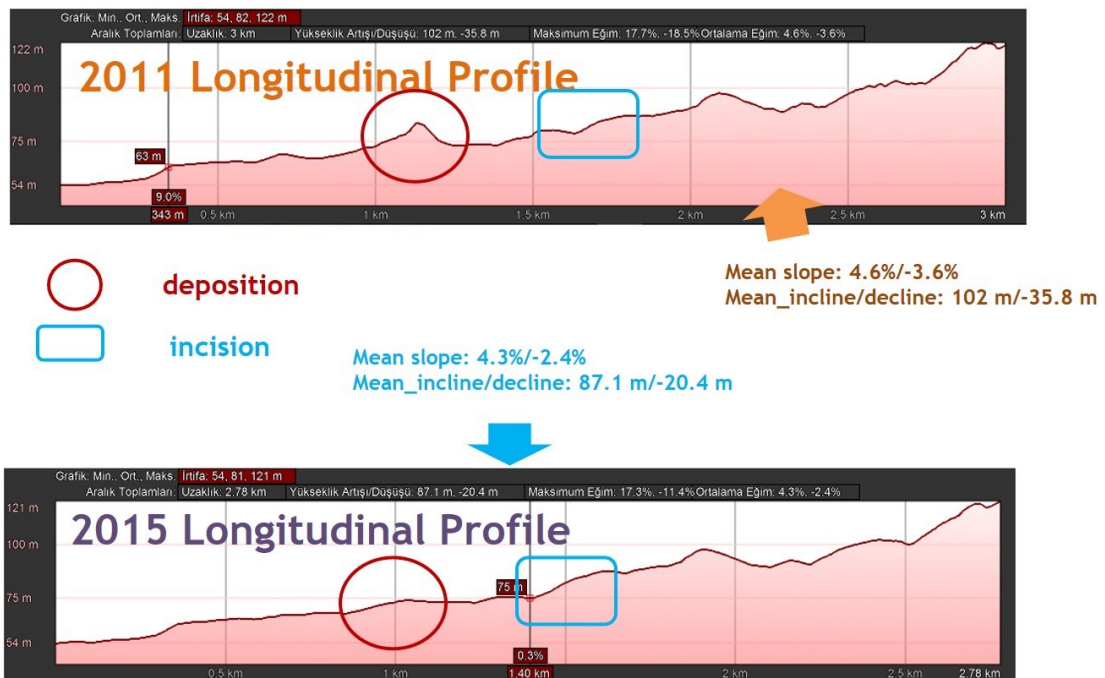 Grafik: Min., Ort., Maks. İrtifa: 54, 82, 122 m
Aralık Toplamları: Uzaklık: 3 km Yükseklik Artışı/Düşüşü: 102 m, -35.8 m Maksimum Eğim: 17.7%, -18.5% Ortalama Eğim: 4.6%, -3.6%
122 m
2011 Longitudinal Profile
100 m
75 m
63 m
54 m
9.0%
343 m 0.5 km 1 km 1.5 km 2 km 2.5 km 3 km
deposition
incision
Mean slope: 4.6%/-3.6%
Mean_incline/decline: 102 m/-35.8 m
Mean slope: 4.3%/-2.4%
Mean_incline/decline: 87.1 m/-20.4 m
Grafik: Min., Ort., Maks. İrtifa: 54, 81, 121 m
Aralık Toplamları: Uzaklık: 2.78 km Yükseklik Artışı/Düşüşü: 87.1 m, -20.4 m Maksimum Eğim: 17.3%, -11.4% Ortalama Eğim: 4.3%, -2.4%
121 m
2015 Longitudinal Profile
100 m
75 m
75 m
54 m
0.3%
0.5 km 1 km 1.40 km 2 km 2.5 km 2.78 km